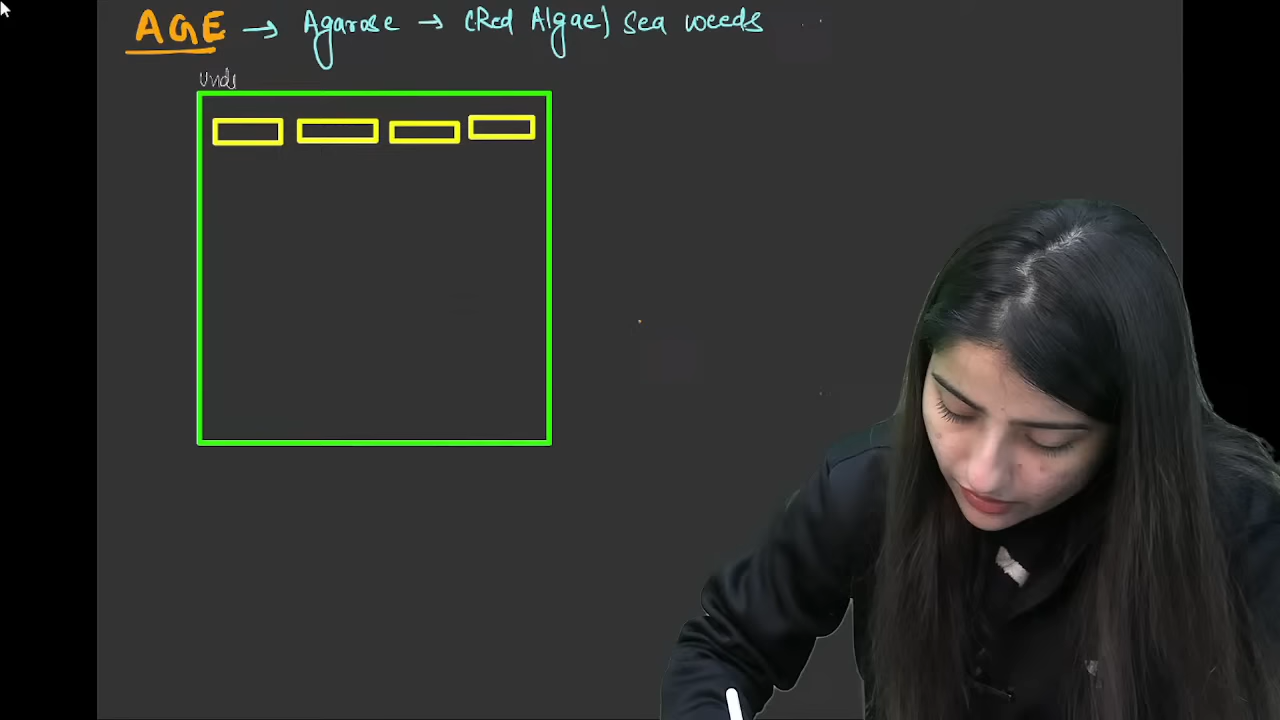 AGE → Agarose → (Red Algae) Sea weeds